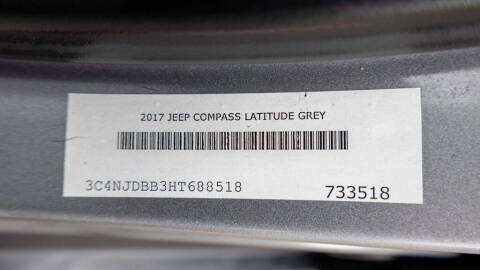 2017 JEEP COMPASS LATITUDE GREY
3C4NJDBB3HT688518
733518